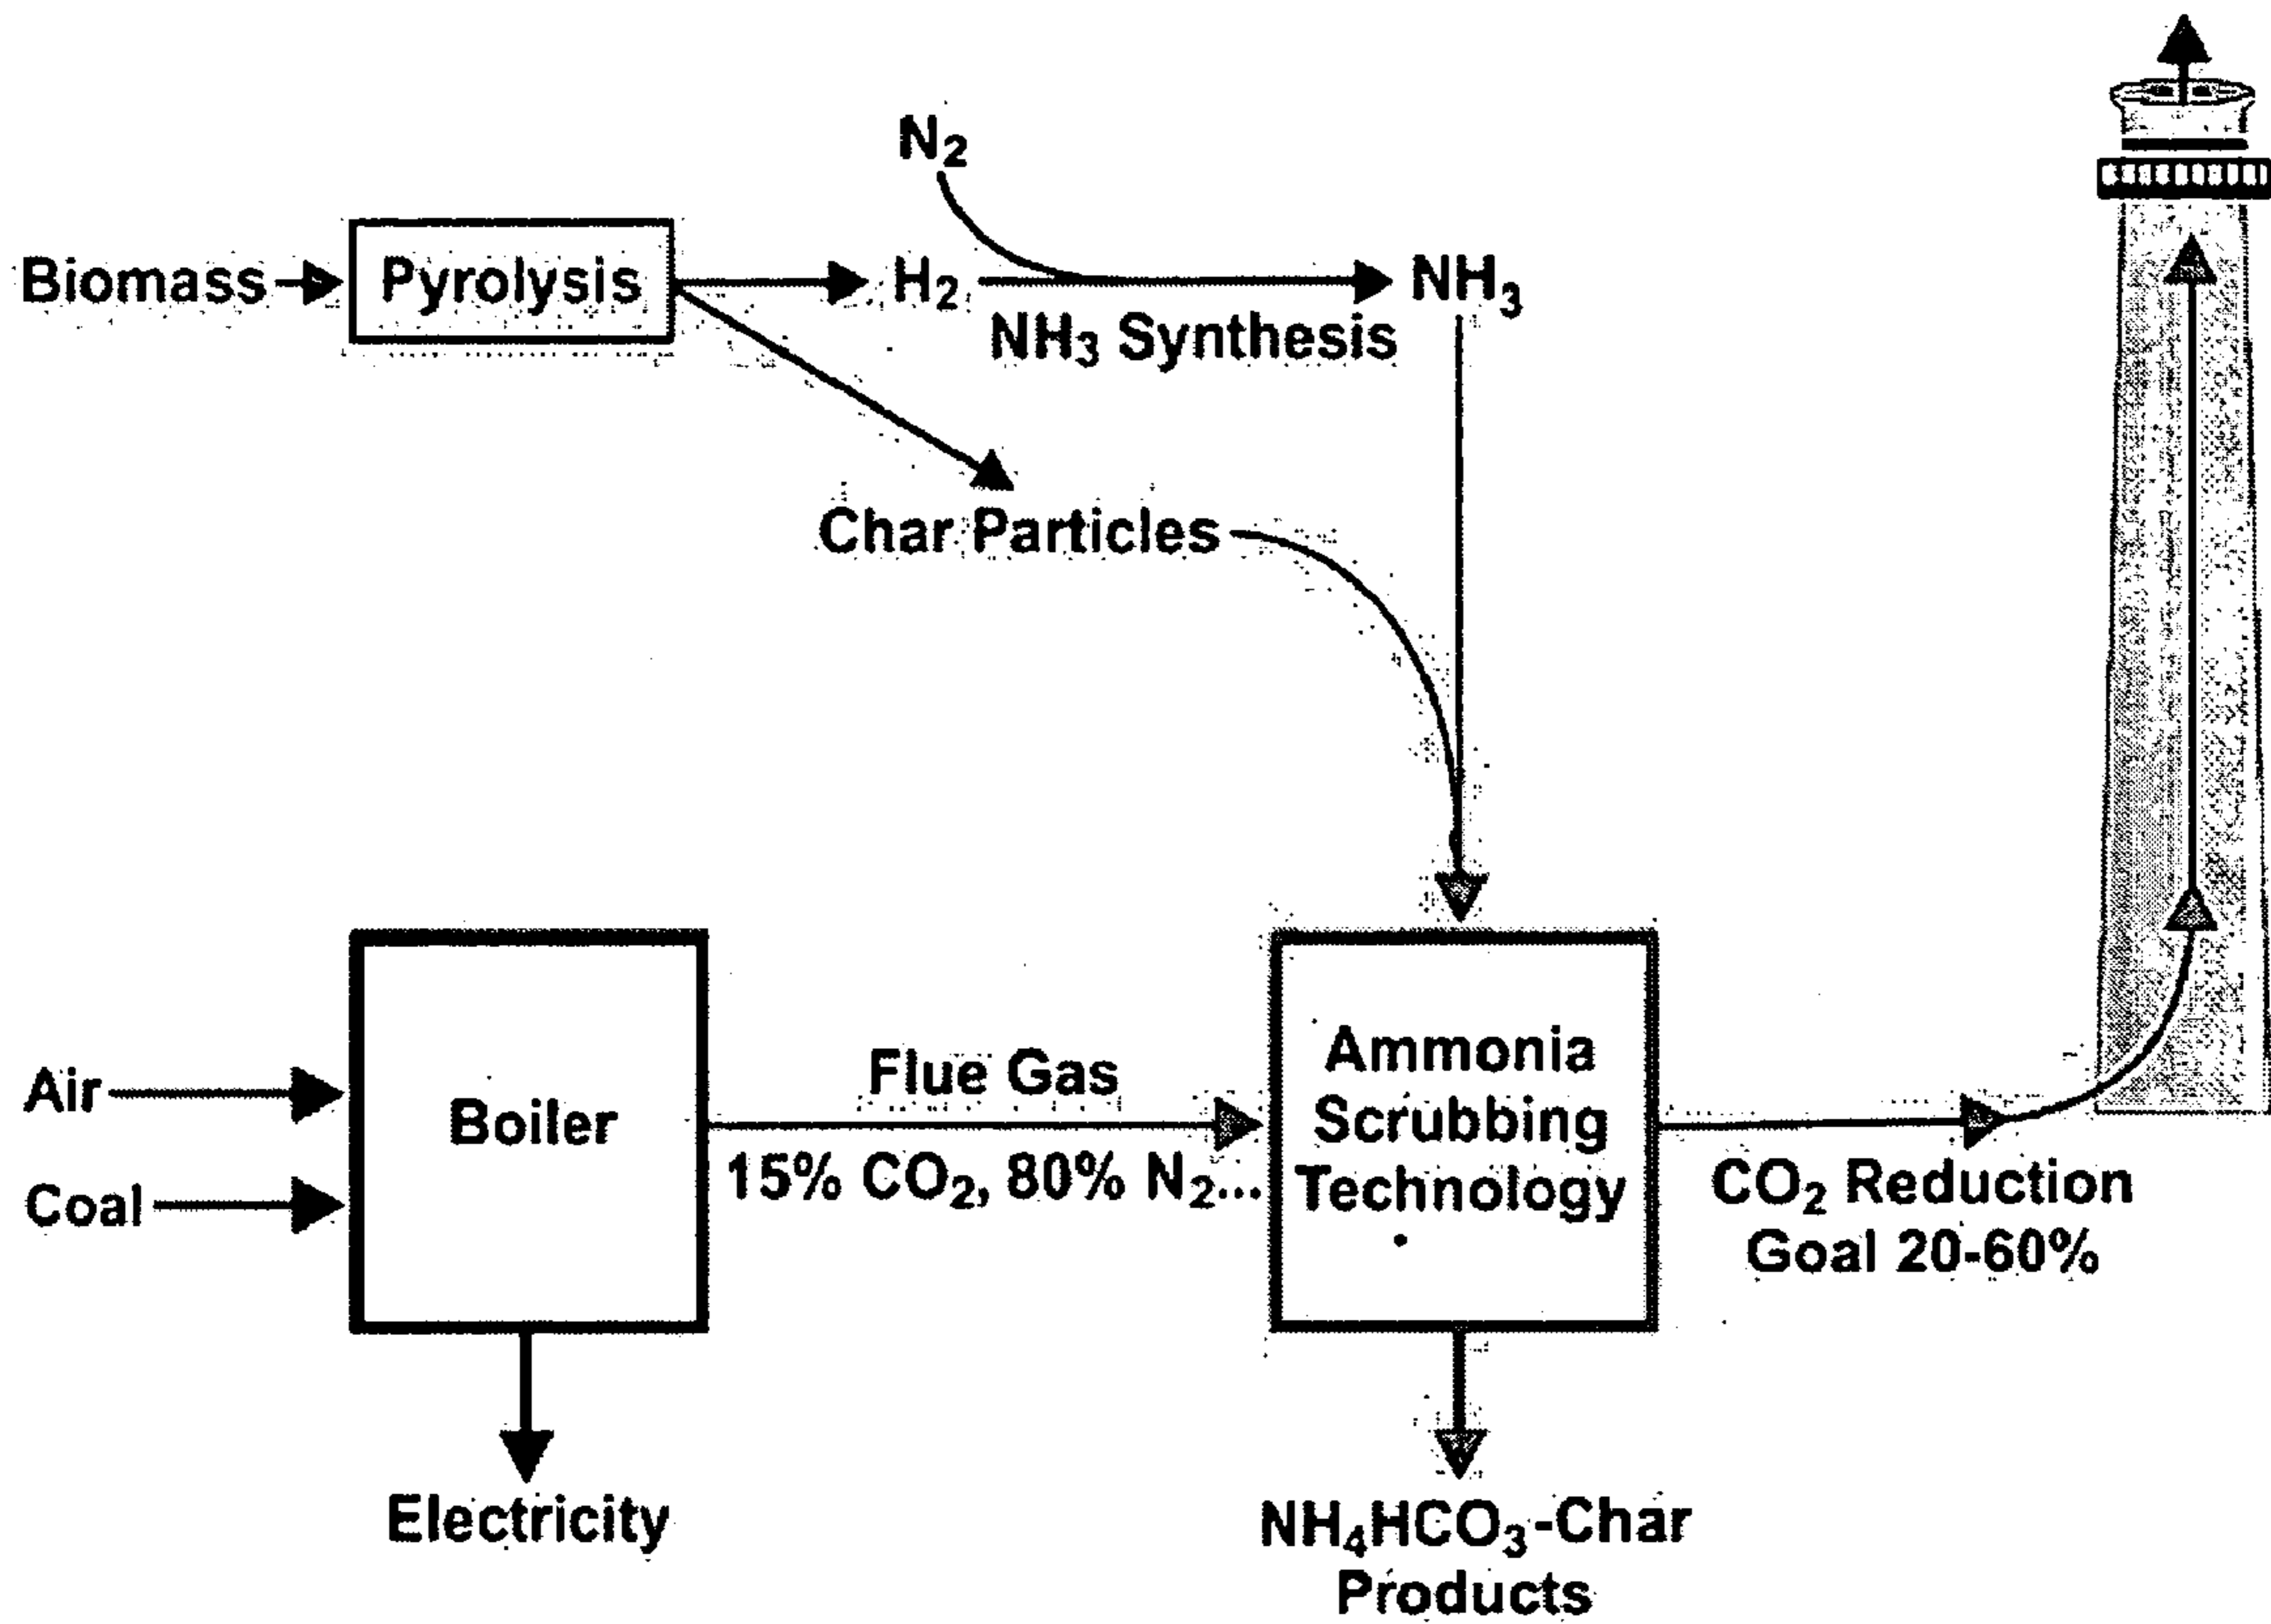 N₂
Biomass
Pyrolysis
H₂
NH₃
NH₃ Synthesis
Char Particles
Air
Coal
Boiler
Flue Gas
15% CO₂, 80% N₂...
Ammonia
Scrubbing
Technology
CO₂ Reduction
Goal 20-60%
Electricity
NH₄HCO₃-Char
Products